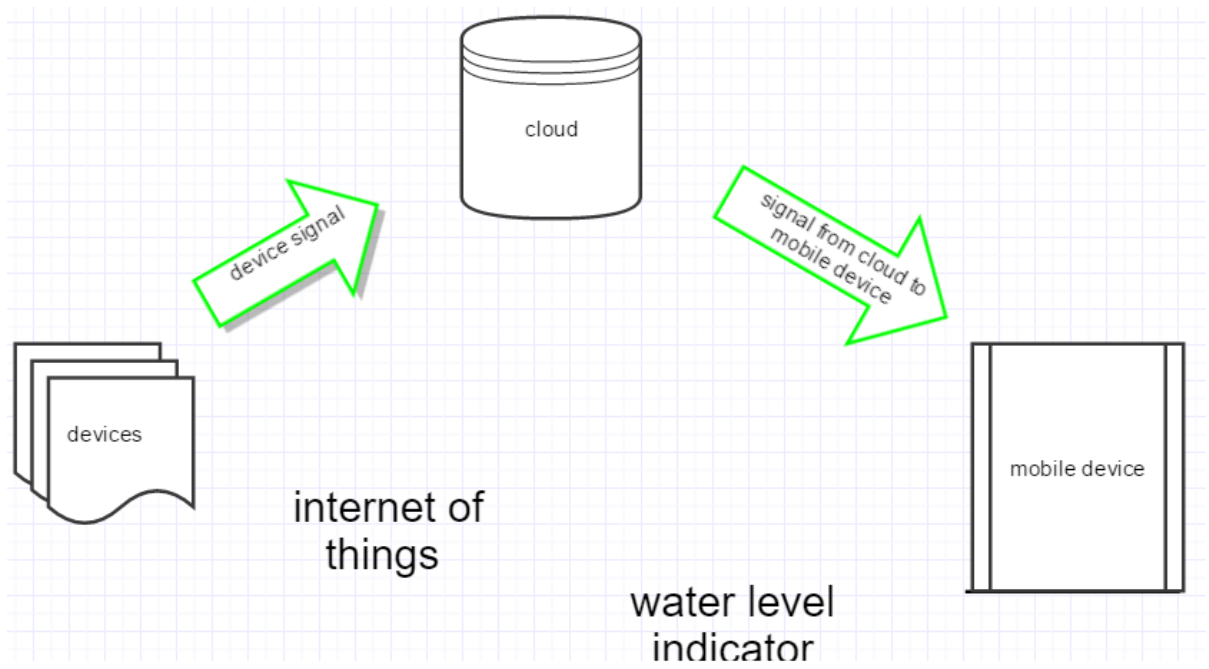 cloud
device signal
signal from cloud to
mobile device
devices
mobile device
internet of
things
water level
indicator